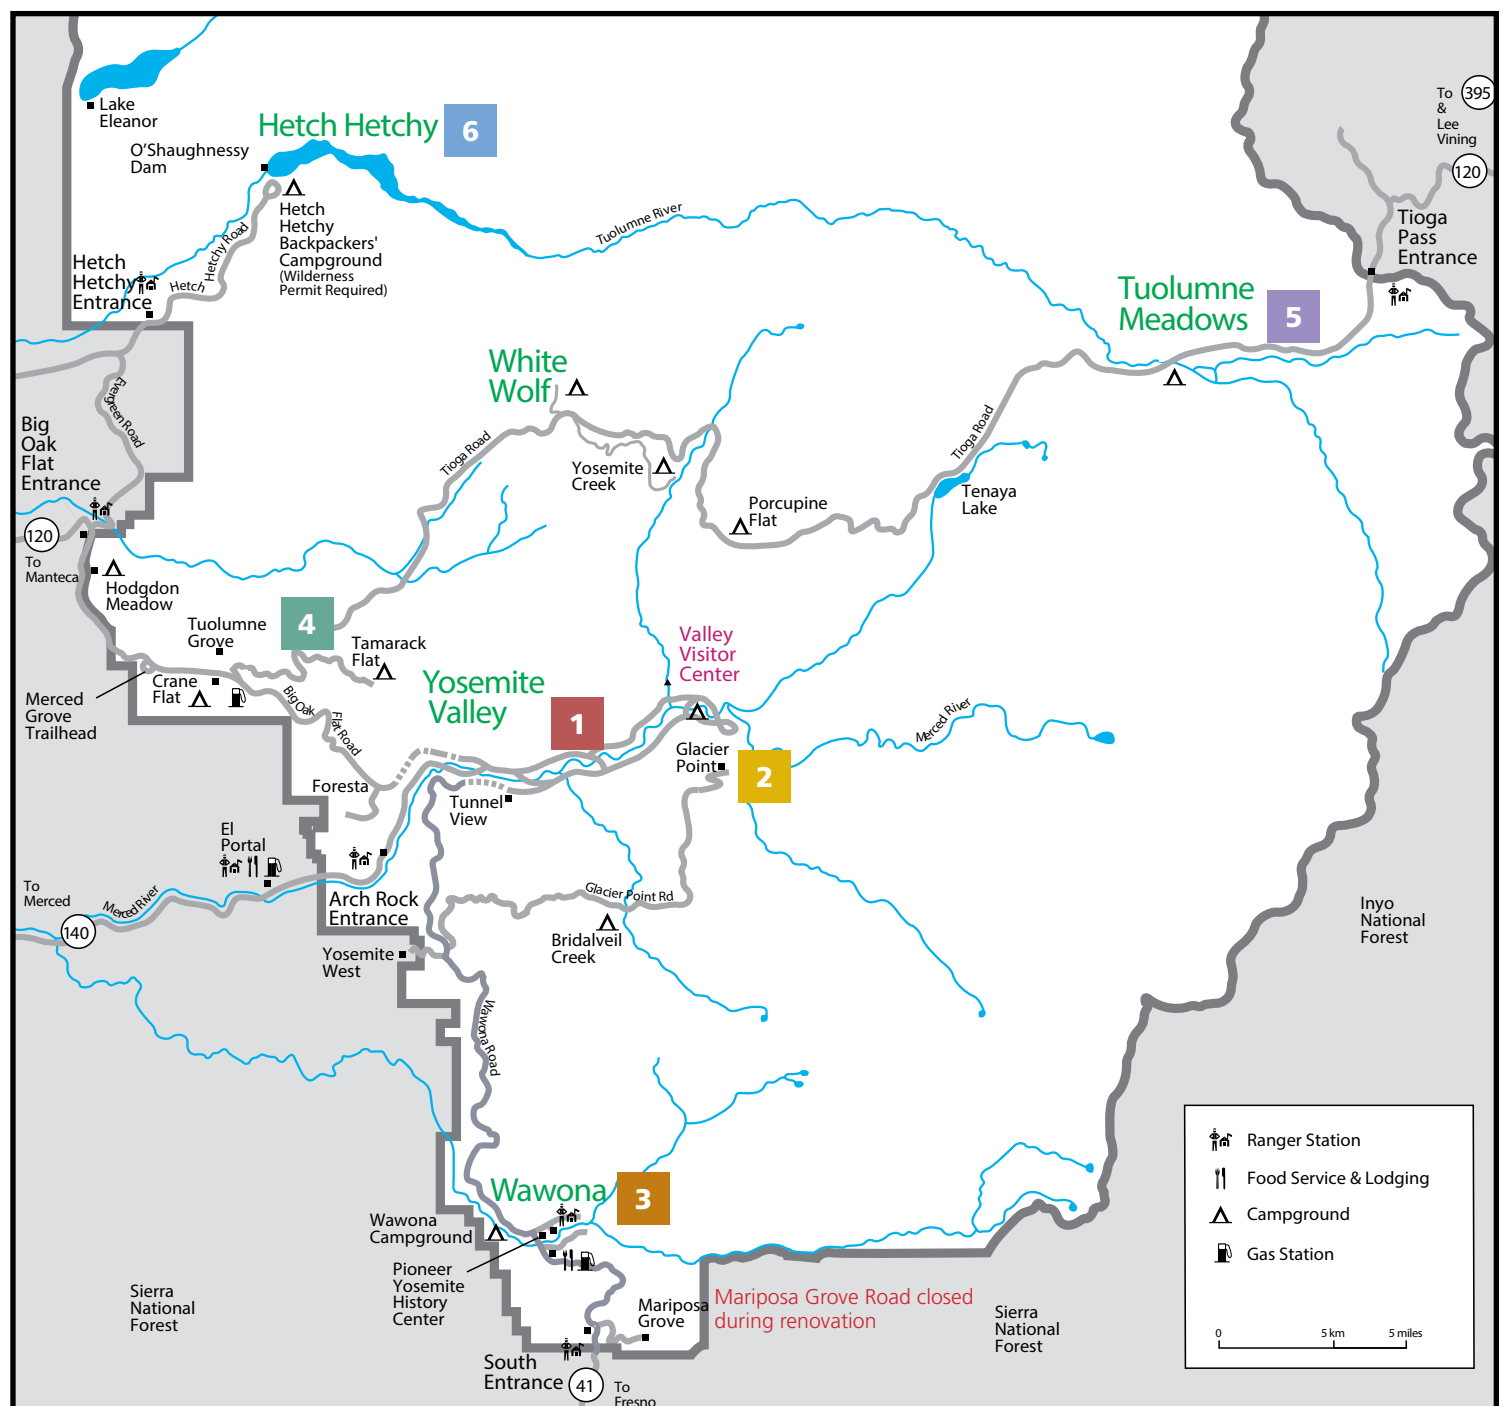 Lake
Eleanor
Hetch Hetchy
6
O'Shaughnessy
Dam
Hetch
Hetchy
Backpackers'
Campground
(Wilderness
Permit Required)
Hetch
Hetchy
Entrance
Hetch Hetchy Road
Tuolumne River
To
&
Lee
Vining
395
120
Tioga
Pass
Entrance
Tuolumne
Meadows
5
White
Wolf
Evergreen Road
Big
Oak
Flat
Entrance
Tioga Road
Yosemite
Creek
Tioga Road
Porcupine
Flat
Tenaya
Lake
120
To
Manteca
Hodgdon
Meadow
4
Tuolumne
Grove
Tamarack
Flat
Valley
Visitor
Center
Crane
Flat
Yosemite
Valley
1
Merced
Grove
Trailhead
Big Oak Flat Road
Merced River
Glacier
Point
2
Foresta
Tunnel
View
El
Portal
To
Merced
Merced River
140
Arch Rock
Entrance
Glacier Point Rd
Bridalveil
Creek
Yosemite
West
Inyo
National
Forest
Wawona Road
Wawona
3
Wawona
Campground
Pioneer
Yosemite
History
Center
Mariposa
Grove
Mariposa Grove Road closed
during renovation
Sierra
National
Forest
Sierra
National
Forest
South
Entrance
41
To
Fresno
Ranger Station
Food Service & Lodging
Campground
Gas Station
0
5 km
5 miles